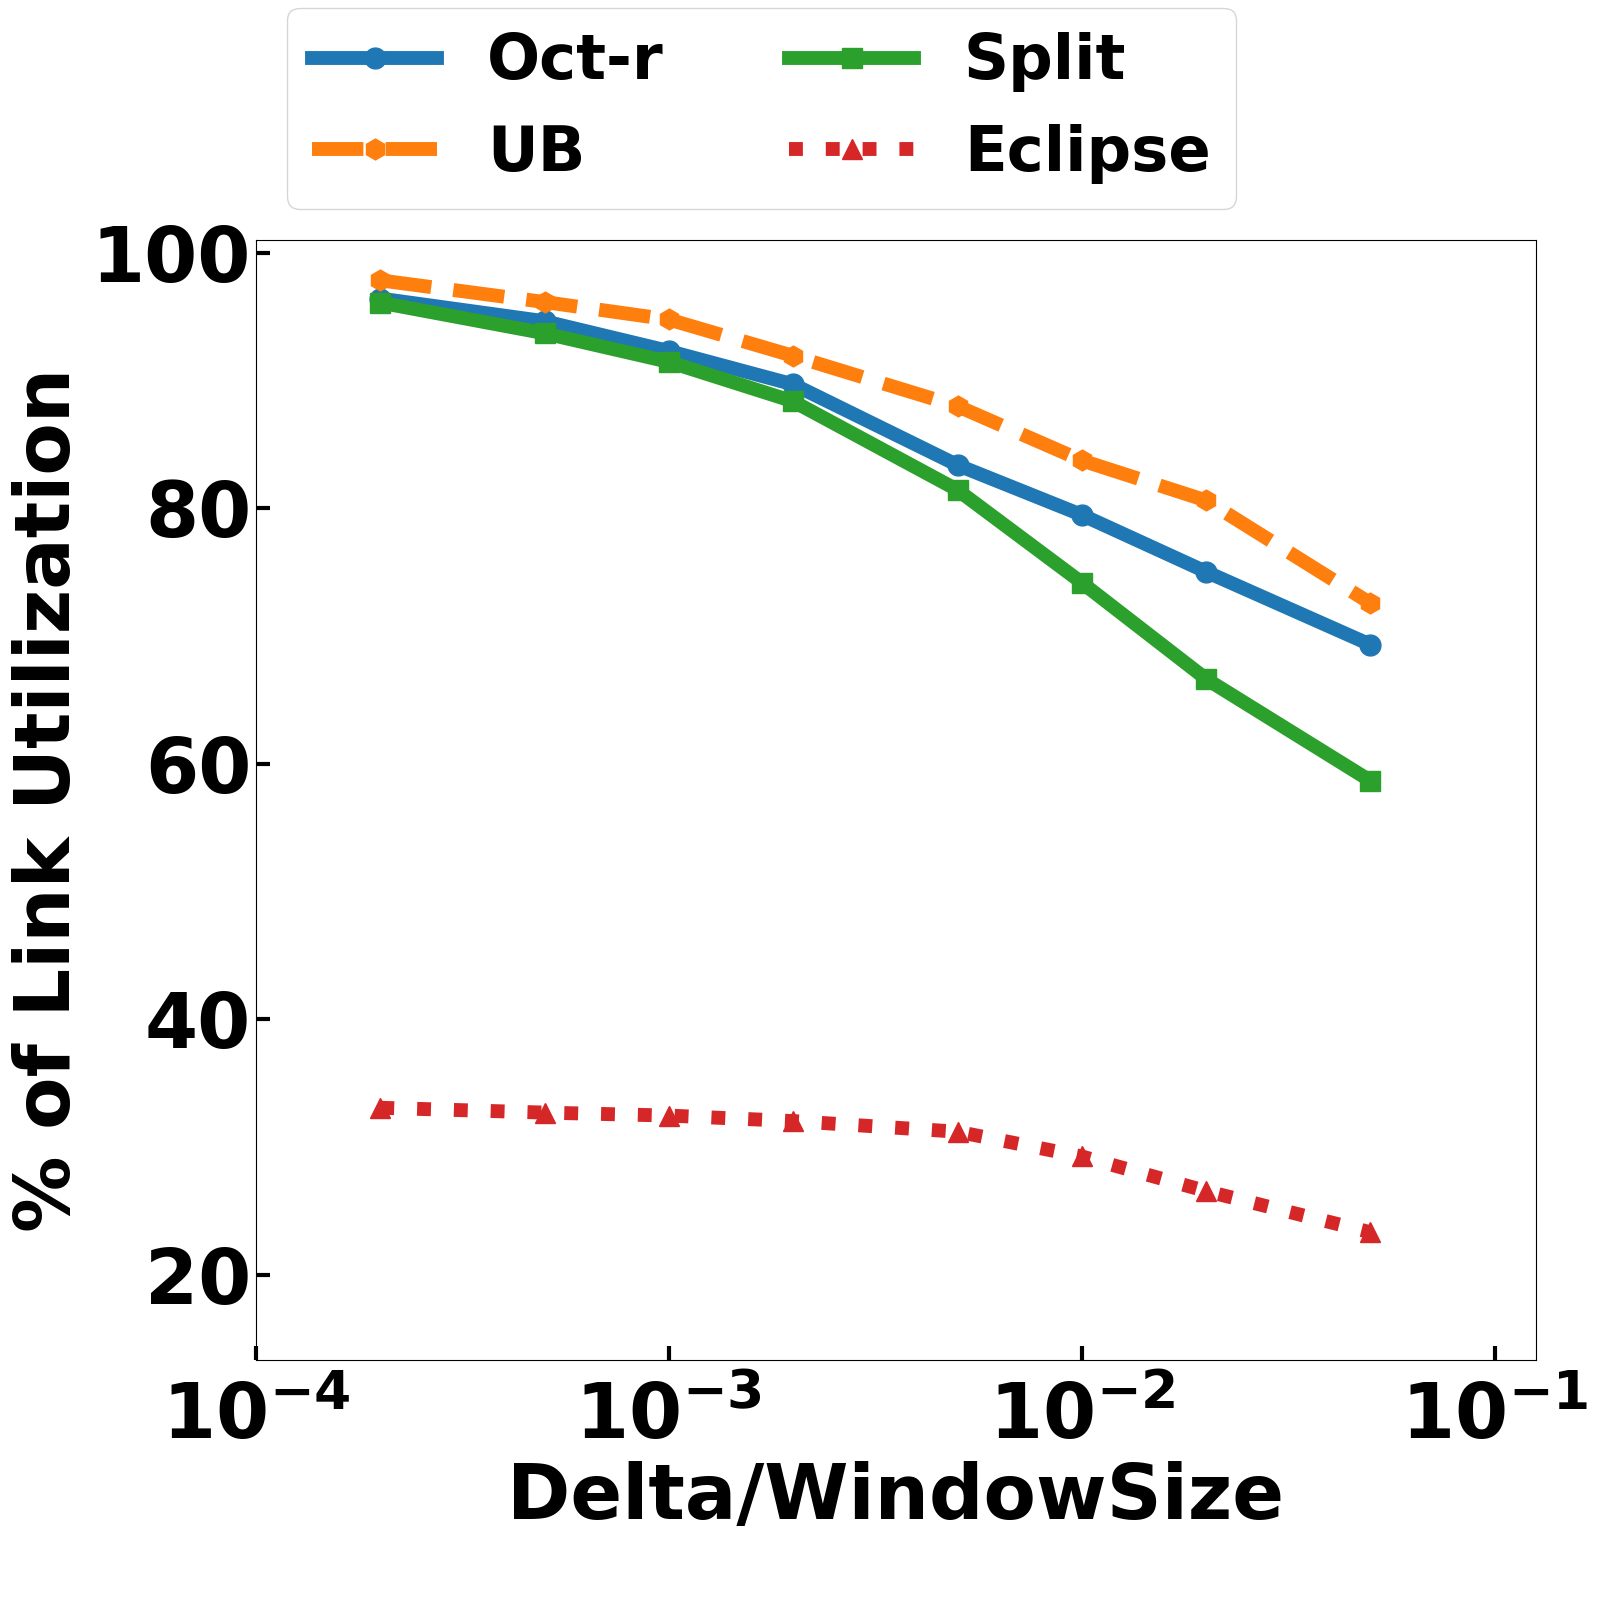 Oct-r
Split
UB
Eclipse
% of Link Utilization
100
80
60
40
20
10⁻⁴
10⁻³
10⁻²
10⁻¹
Delta/WindowSize